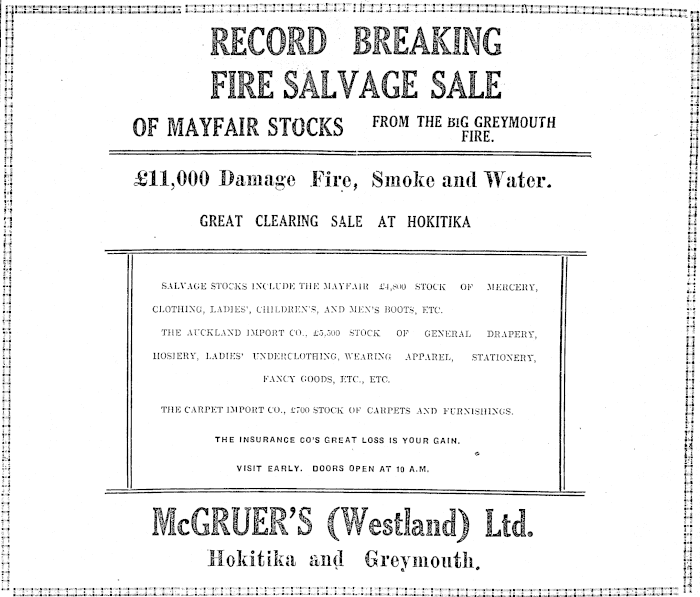 RECORD BREAKING
FIRE SALVAGE SALE
OF MAYFAIR STOCKS FROM THE BIG GREYMOUTH
FIRE.
£11,000 Damage Fire, Smoke and Water.
GREAT CLEARING SALE AT HOKITIKA
SALVAGE STOCKS INCLUDE THE MAYFAIR £4,800 STOCK OF MERCERY,
CLOTHING, LADIES', CHILDREN'S, AND MEN'S BOOTS, ETC.
THE AUCKLAND IMPORT CO., £5,500 STOCK OF GENERAL DRAPERY,
HOSIERY, LADIES' UNDERCLOTHING, WEARING APPAREL, STATIONERY,
FANCY GOODS, ETC., ETC.
THE CARPET IMPORT CO., £700 STOCK OF CARPETS AND FURNISHINGS.
THE INSURANCE CO'S GREAT LOSS IS YOUR GAIN.
VISIT EARLY. DOORS OPEN AT 10 A.M.
McGRUER'S (Westland) Ltd.
Hokitika and Greymouth.